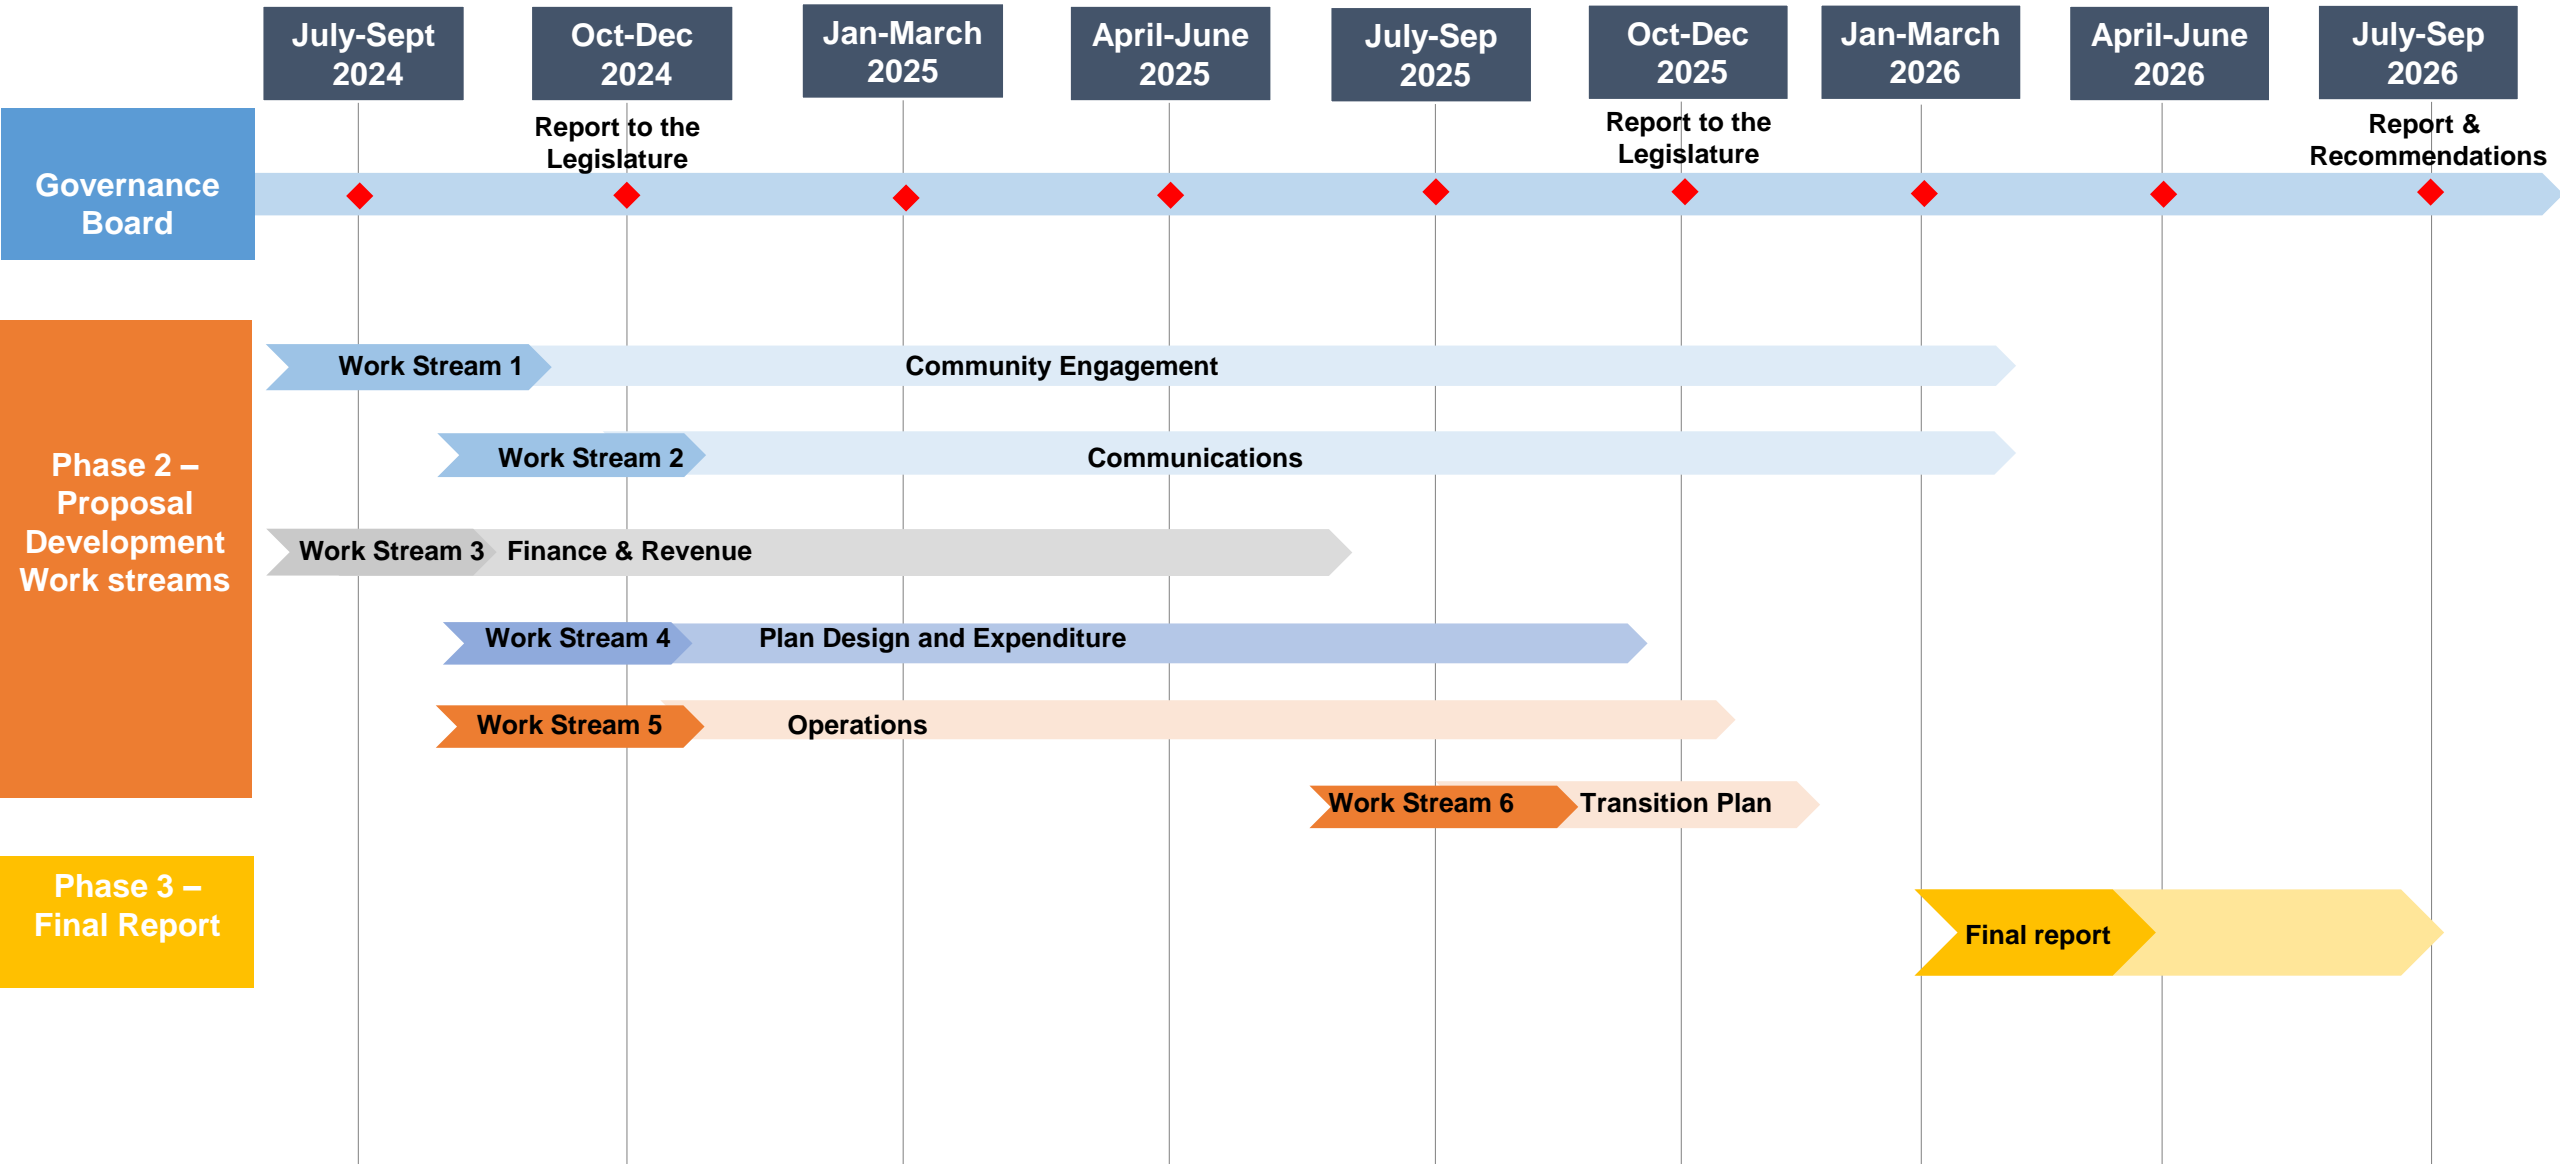 July-Sept
2024
Oct-Dec
2024
Jan-March
2025
April-June
2025
July-Sep
2025
Oct-Dec
2025
Jan-March
2026
April-June
2026
July-Sep
2026
Report to the
Legislature
Report to the
Legislature
Report &
Recommendations
Governance
Board
Phase 2 –
Proposal
Development
Work streams
Work Stream 1
Community Engagement
Work Stream 2
Communications
Work Stream 3
Finance & Revenue
Work Stream 4
Plan Design and Expenditure
Work Stream 5
Operations
Work Stream 6
Transition Plan
Phase 3 –
Final Report
Final report